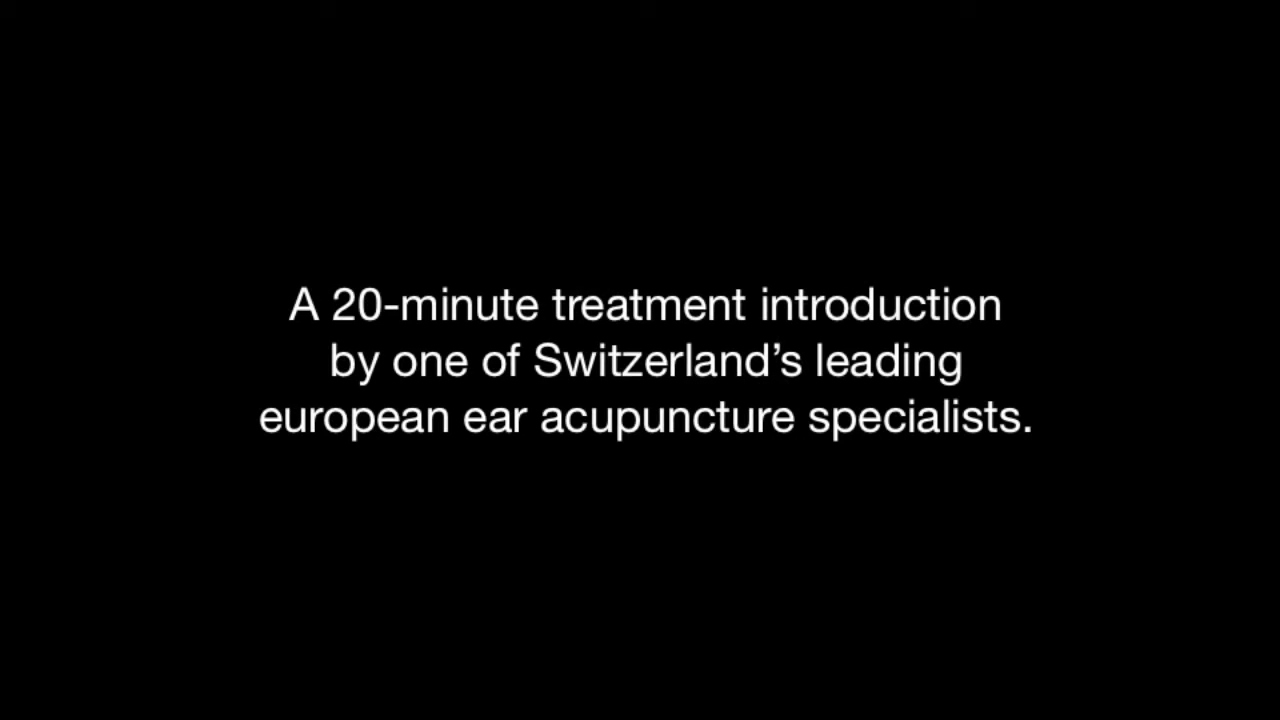 A 20-minute treatment introduction
by one of Switzerland’s leading
european ear acupuncture specialists.